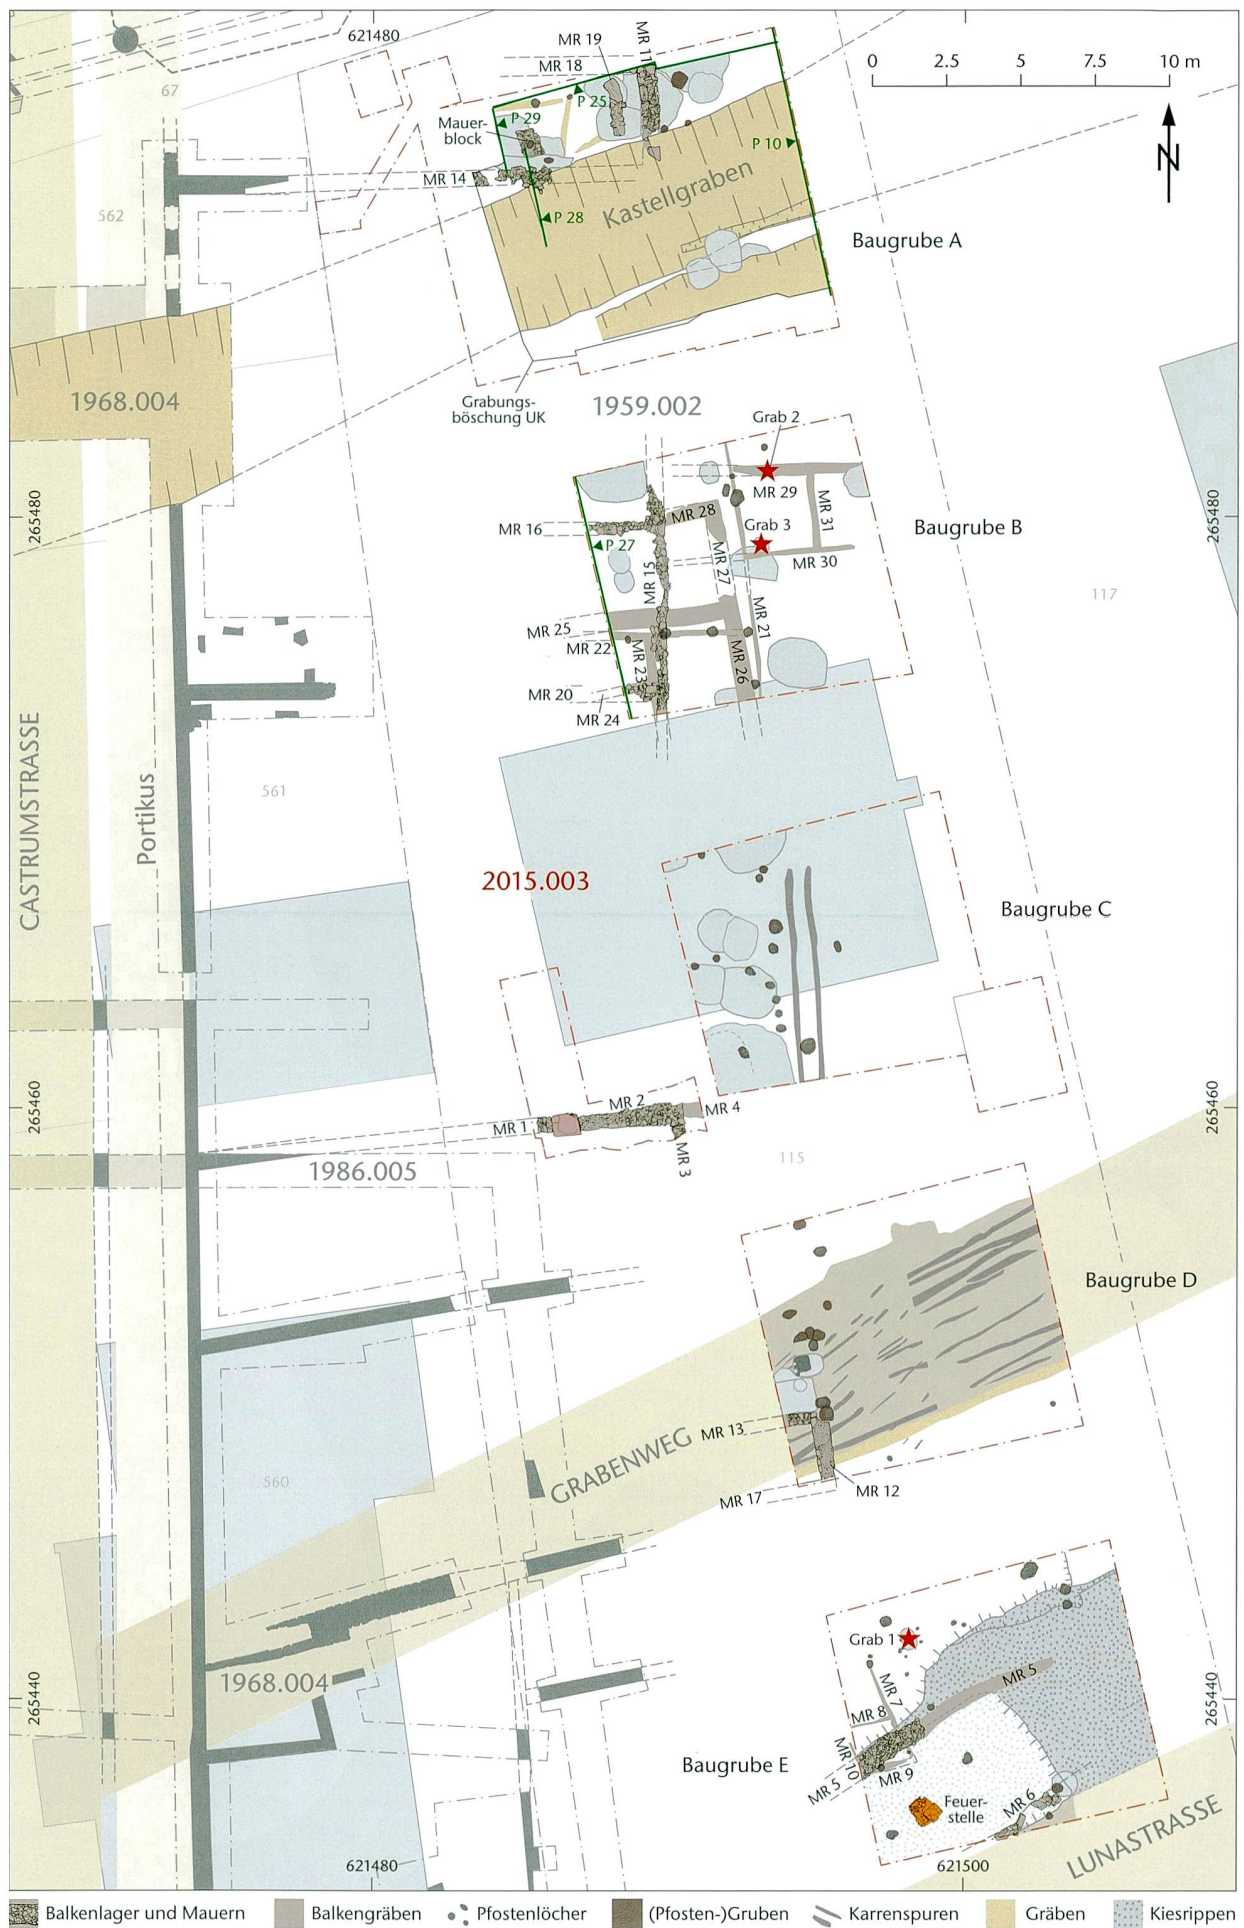 621480
0 2.5 5 7.5 10 m
N
67
MR 19
MR 11
MR 18
P 25
P 29
Mauer-
block
P 10
MR 14
562
Kastellgraben
P 28
Baugrube A
1968.004
Grabungs-
böschung UK
1959.002
Grab 2
265480
265480
MR 29
MR 28
MR 31
MR 16
Grab 3
Baugrube B
P 27
MR 15
MR 27
MR 30
117
MR 25
MR 21
MR 22
MR 23
MR 26
MR 20
MR 24
CASTRUMSTRASSE
Portikus
561
2015.003
Baugrube C
265460
265460
MR 2
MR 4
MR 1
MR 3
1986.005
115
Baugrube D
560
GRABENWEG
MR 13
MR 12
MR 17
Grab 1
265440
265440
1968.004
MR 5
MR 7
MR 8
MR 10
Baugrube E
MR 5
MR 9
Feuer-
stelle
MR 6
LUNASTRASSE
621480
621500
Balkenlager und Mauern
Balkengräben
Pfostenlöcher
(Pfosten-)Gruben
Karrenspuren
Gräben
Kiesrippen